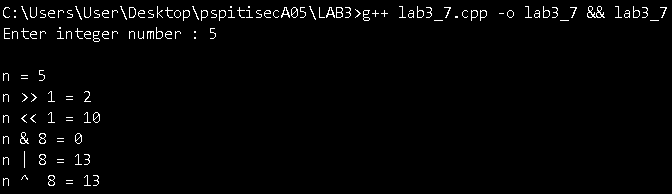 C:\Users\User\Desktop\pspitisecA05\LAB3>g++ lab3_7.cpp -o lab3_7 && lab3_7
Enter integer number : 5

n = 5
n >> 1 = 2
n << 1 = 10
n & 8 = 0
n | 8 = 13
n ^  8 = 13